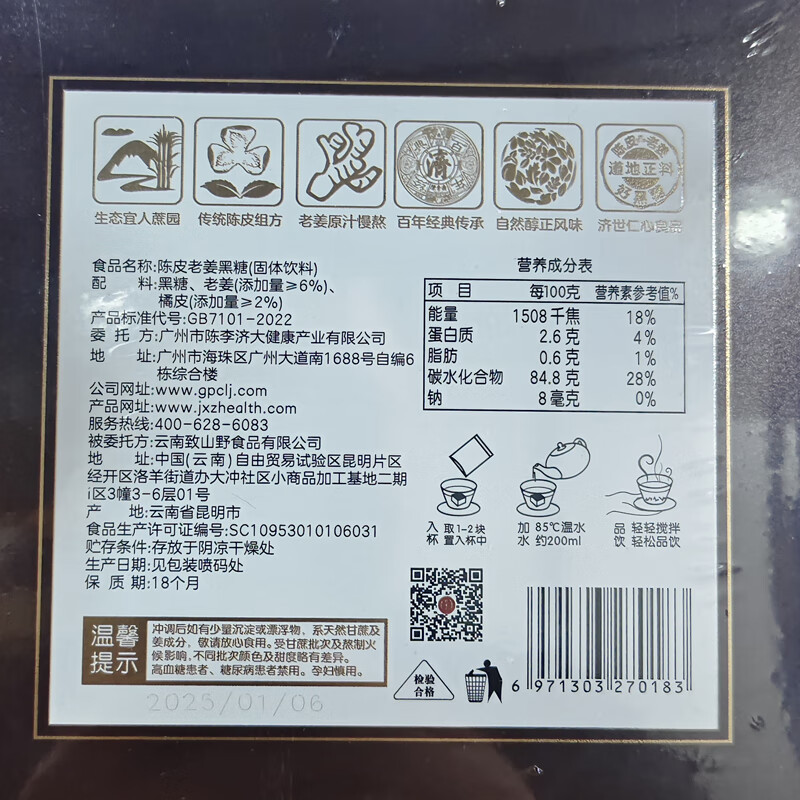 生态宜人蔗园 传统陈皮组方 老姜原汁慢熬 百年经典传承 自然醇正风味 济世仁心良品
道地正料
食品名称:陈皮老姜黑糖(固体饮料)
配 料:黑糖、老姜(添加量≥6%)、
橘皮(添加量≥2%)
产品标准代号:GB7101-2022
委 托 方:广州市陈李济大健康产业有限公司
地 址:广州市海珠区广州大道南1688号自编6
栋综合楼
公司网址:www.gpclj.com
产品网址:www.jxzhealth.com
服务热线:400-628-6083
被委托方:云南致山野食品有限公司
地 址:中国(云南)自由贸易试验区昆明片区
经开区洛羊街道办大冲社区小商品加工基地二期
i区3幢3-6层01号
产 地:云南省昆明市
食品生产许可证编号:SC10953010106031
贮存条件:存放于阴凉干燥处
生产日期:见包装喷码处
保 质 期:18个月
营养成分表
项 目 每100克 营养素参考值%
能量 1508千焦 18%
蛋白质 2.6克 4%
脂肪 0.6克 1%
碳水化合物 84.8克 28%
钠 8毫克 0%
入 取1-2块
杯 置入杯中
加 85℃温水
水 约200ml
品 轻轻搅拌
饮 轻松品饮
温馨
提示
冲调后如有少量沉淀或漂浮物，系天然甘蔗及
姜成分，敬请放心食用。受甘蔗批次及熬制火
候影响，不同批次颜色及甜度略有差异。
高血糖患者、糖尿病患者禁用。孕妇慎用。
2025/01/06
检验
合格
6 971303 270183